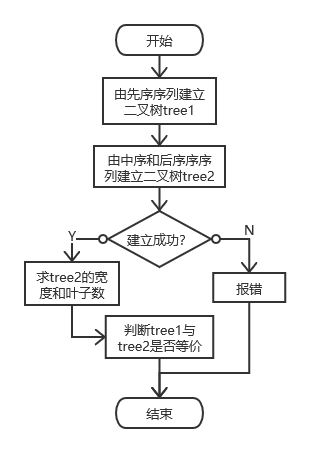 开始
由先序序列建立
二叉树tree1
由中序和后序序序
列建立二叉树tree2
建立成功?
Y
N
求tree2的宽
度和叶子数
报错
判断tree1与
tree2是否等价
结束